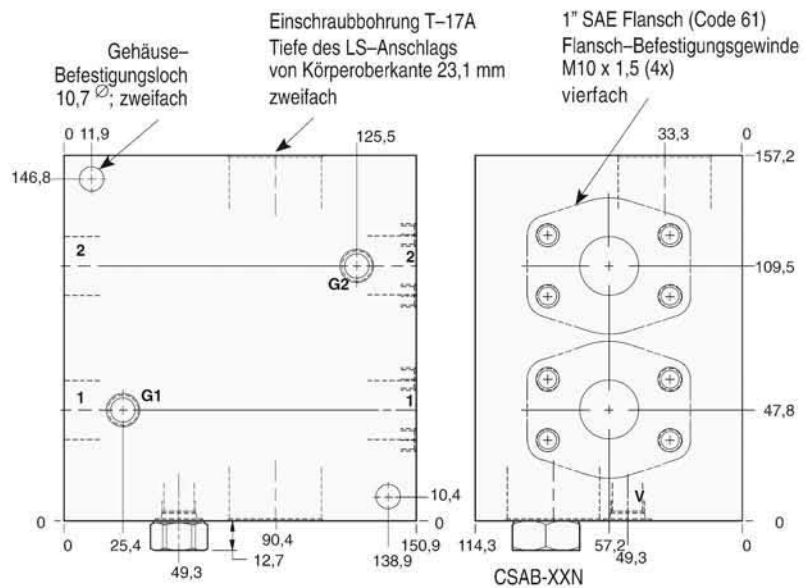 Einschraubbohrung T–17A
Tiefe des LS–Anschlags
von Körperoberkante 23,1 mm
zweifach
1" SAE Flansch (Code 61)
Flansch–Befestigungsgewinde
M10 x 1,5 (4x)
vierfach
Gehäuse–
Befestigungsloch
10,7 Ø; zweifach
0 11,9
125,5
33,3
0
146,8
157,2
2
2
G2
109,5
1
G1
1
47,8
10,4
V
0
0
0
0
25,4
90,4
150,9
114,3
57,2
12,7
138,9
49,3
49,3
CSAB-XXN